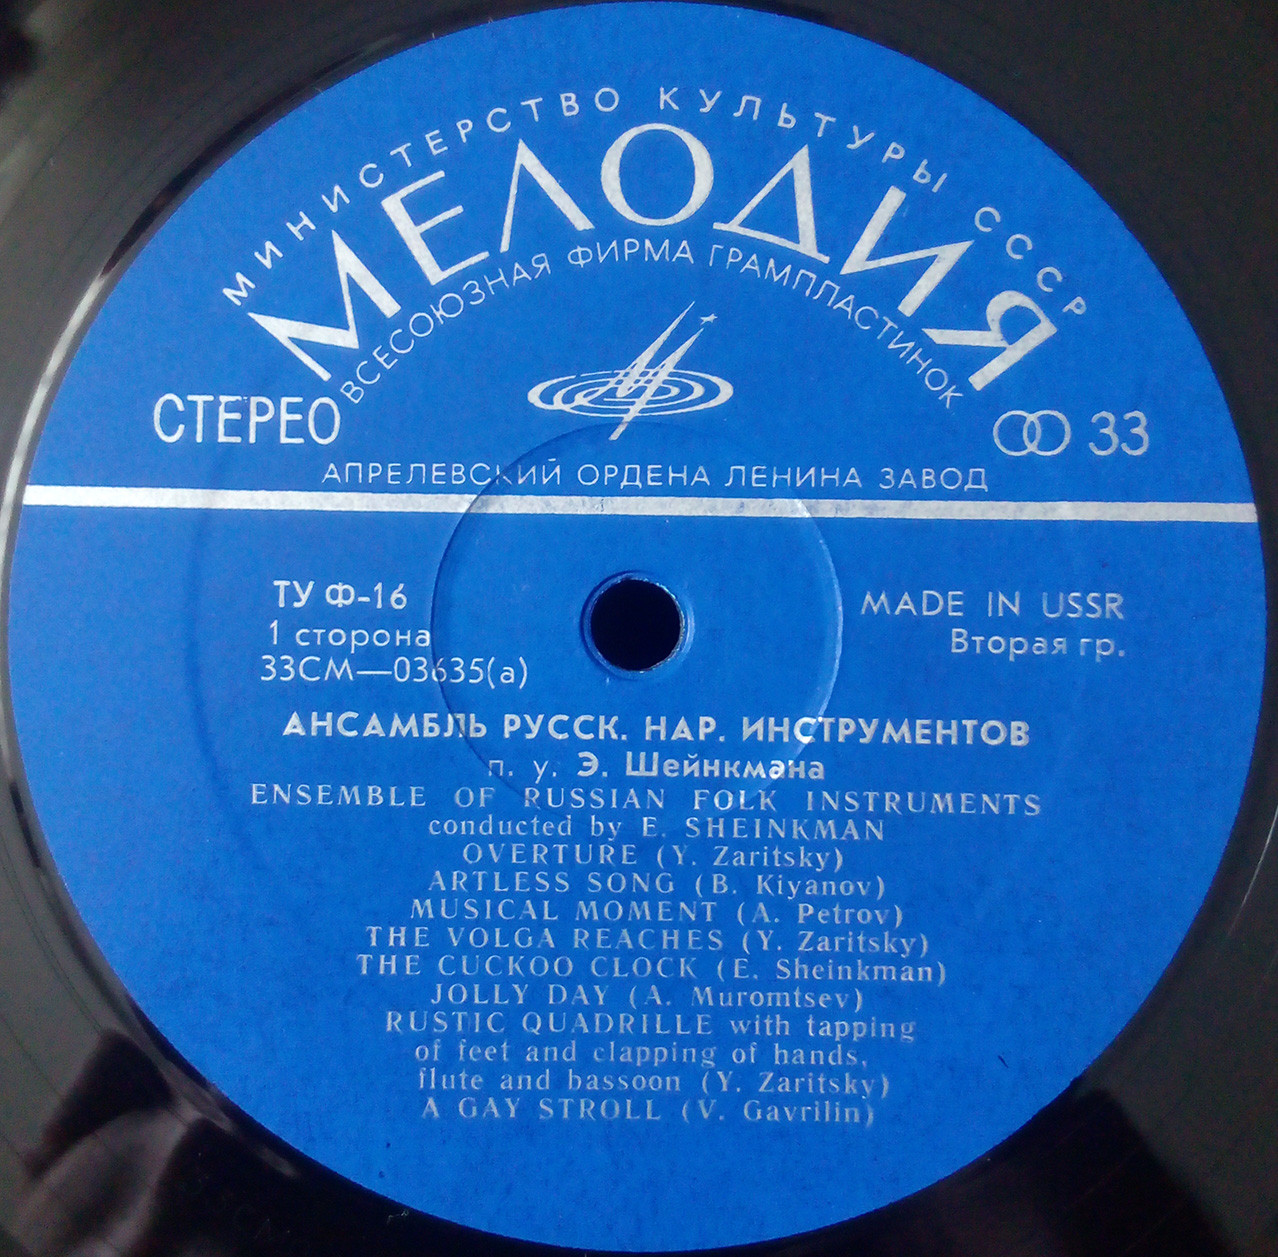 МИНИСТЕРСТВО КУЛЬТУРЫ СССР
МЕЛОДИЯ
ВСЕСОЮЗНАЯ ФИРМА ГРАМПЛАСТИНОК
СТЕРЕО
33
АПРЕЛЕВСКИЙ ОРДЕНА ЛЕНИНА ЗАВОД
ТУ Ф-16
1 сторона
33СМ—03635(а)
MADE IN USSR
Вторая гр.
АНСАМБЛЬ РУССК. НАР. ИНСТРУМЕНТОВ
п. у. Э. Шейнкмана
ENSEMBLE OF RUSSIAN FOLK INSTRUMENTS
conducted by E. SHEINKMAN
OVERTURE (Y. Zaritsky)
ARTLESS SONG (B. Kiyanov)
MUSICAL MOMENT (A. Petrov)
THE VOLGA REACHES (Y. Zaritsky)
THE CUCKOO CLOCK (E. Sheinkman)
JOLLY DAY (A. Muromtsev)
RUSTIC QUADRILLE with tapping
of feet and clapping of hands,
flute and bassoon (Y. Zaritsky)
A GAY STROLL (V. Gavrilin)